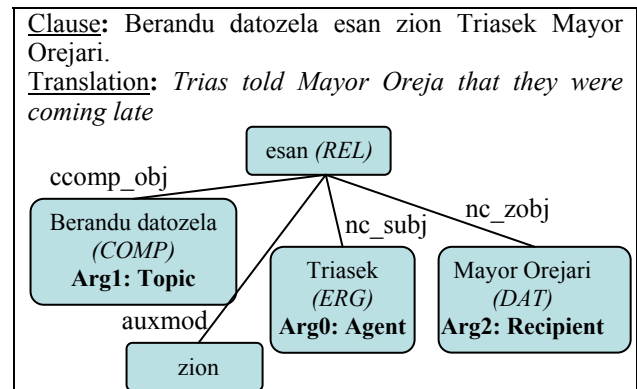 Clause: Berandu datozela esan zion Triasek Mayor
Orejari.
Translation: Trias told Mayor Oreja that they were
coming late
esan (REL)
ccomp_obj
nc_subj
nc_zobj
Berandu datozela
(COMP)
Arg1: Topic
Triasek
(ERG)
Arg0: Agent
Mayor Orejari
(DAT)
Arg2: Recipient
auxmod
zion